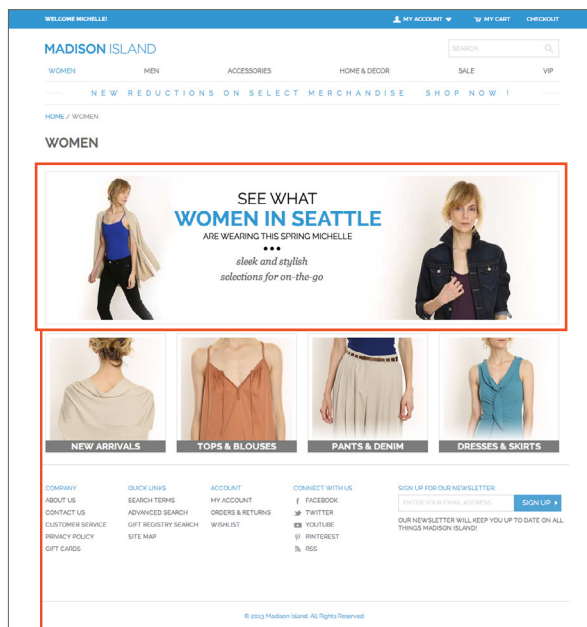 WELCOME MICHELLE!
MY ACCOUNT
MY CART
CHECKOUT
MADISON ISLAND
SEARCH
WOMEN
MEN
ACCESSORIES
HOME & DECOR
SALE
VIP
NEW REDUCTIONS ON SELECT MERCHANDISE SHOP NOW !
HOME / WOMEN
WOMEN
SEE WHAT
WOMEN IN SEATTLE
ARE WEARING THIS SPRING MICHELLE
sleek and stylish
selections for on-the-go
NEW ARRIVALS
TOPS & BLOUSES
PANTS & DENIM
DRESSES & SKIRTS
COMPANY
ABOUT US
CONTACT US
CUSTOMER SERVICE
PRIVACY POLICY
GIFT CARDS
QUICK LINKS
SEARCH TERMS
ADVANCED SEARCH
GIFT REGISTRY SEARCH
SITE MAP
ACCOUNT
MY ACCOUNT
ORDERS & RETURNS
WISHLIST
CONNECT WITH US
FACEBOOK
TWITTER
YOUTUBE
PINTEREST
RSS
SIGN UP FOR OUR NEWSLETTER:
ENTER YOUR EMAIL ADDRESS
SIGN UP
OUR NEWSLETTER WILL KEEP YOU UP TO DATE ON ALL
THINGS MADISON ISLAND!
© 2013 Madison Island. All Rights Reserved.